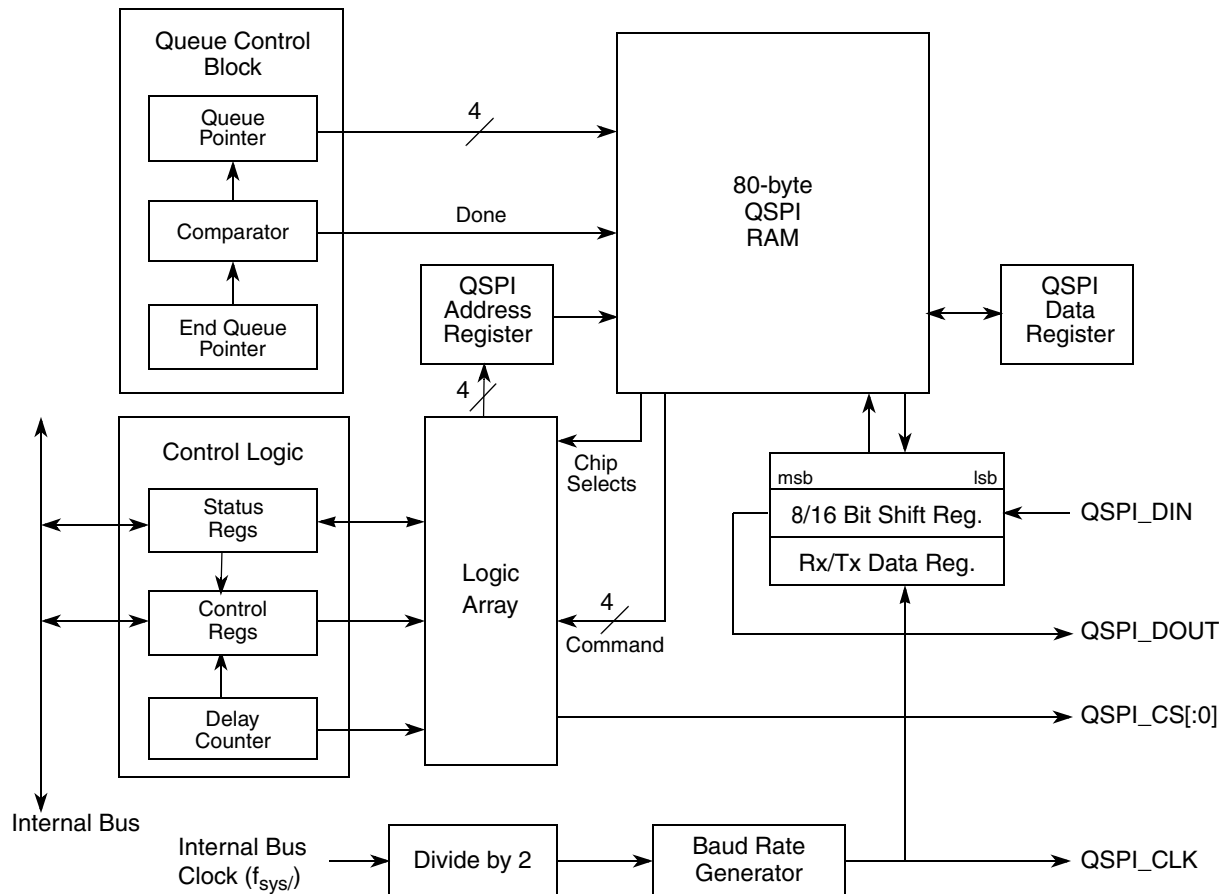 Queue Control
Block
Queue
Pointer
4
Comparator
Done
End Queue
Pointer
80-byte
QSPI
RAM
QSPI
Address
Register
QSPI
Data
Register
4
Control Logic
Status
Regs
Control
Regs
Delay
Counter
Logic
Array
Chip
Selects
4
Command
msb
lsb
8/16 Bit Shift Reg.
Rx/Tx Data Reg.
QSPI_DIN
QSPI_DOUT
QSPI_CS[:0]
Internal Bus
Internal Bus
Clock (fsys/)
Divide by 2
Baud Rate
Generator
QSPI_CLK